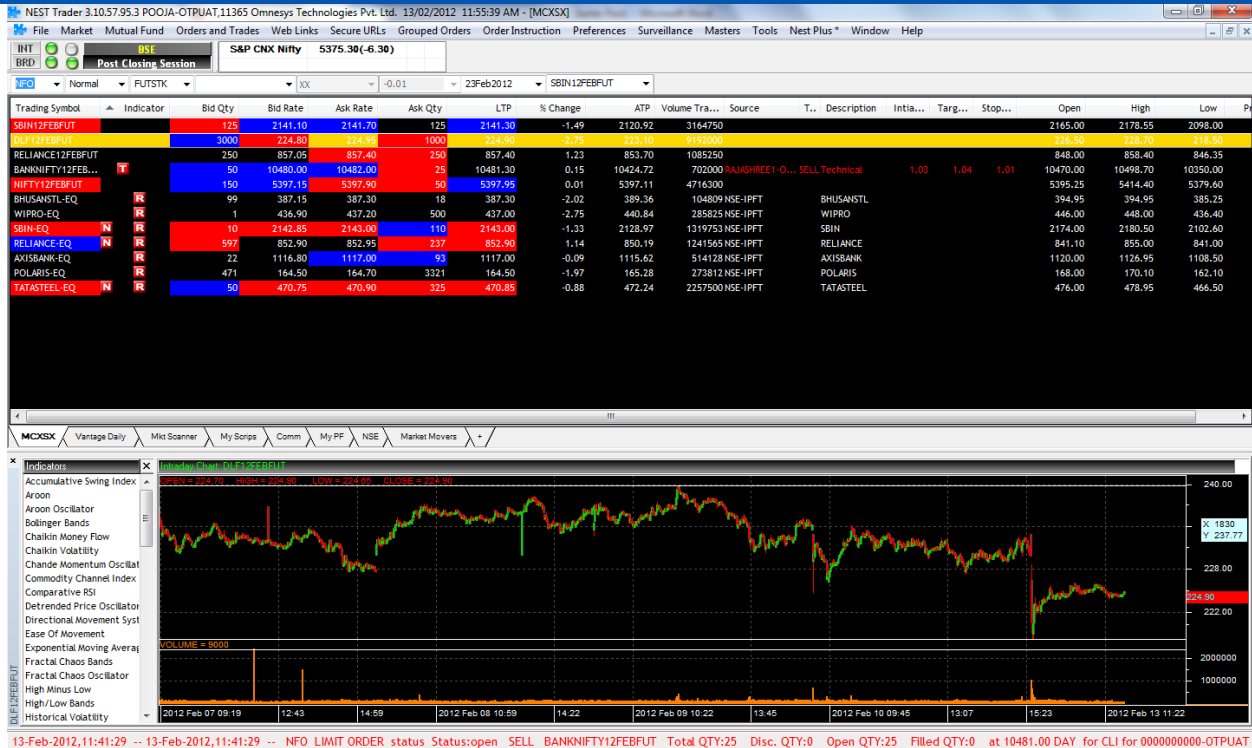 NEST Trader 3.10.57.95.3 POOJA-OTPUAT,11365 Omnesys Technologies Pvt. Ltd. 13/02/2012 11:55:39 AM - [MCXSX]
File Market Mutual Fund Orders and Trades Web Links Secure URLs Grouped Orders Order Instruction Preferences Surveillance Masters Tools Nest Plus* Window Help
INT BSE S&P CNX Nifty 5375.30(-6.30)
BRD Post Closing Session
NFO Normal FUTSTK XX -0.01 23Feb2012 SBIN12FEBFUT
Trading Symbol Indicator Bid Qty Bid Rate Ask Rate Ask Qty LTP % Change ATP Volume Tra... Source T.. Description Intia... Targ... Stop... Open High Low Pr
SBIN12FEBFUT 125 2141.10 2141.70 125 2141.30 -1.49 2120.92 3164750 2165.00 2178.55 2098.00
DLF12FEBFUT 3000 224.80 224.95 1000 224.90 -2.75 223.10 9192000 226.50 228.70 218.50
RELIANCE12FEBFUT 250 857.05 857.40 250 857.40 1.23 853.70 1085250 848.00 858.40 846.35
BANKNIFTY12FEB... T 50 10480.00 10482.00 25 10481.30 0.15 10424.72 702000 RAJASHREE1-O... SELL Technical 1.03 1.04 1.01 10470.00 10498.70 10350.00
NIFTY12FEBFUT 150 5397.15 5397.90 50 5397.95 0.01 5397.11 4716300 5395.25 5414.40 5379.60
BHUSANSTL-EQ R 99 387.15 387.30 18 387.30 -2.02 389.36 104809 NSE-IPFT BHUSANSTL 394.95 394.95 385.25
WIPRO-EQ R 1 436.90 437.20 500 437.00 -2.75 440.84 285825 NSE-IPFT WIPRO 446.00 448.00 436.40
SBIN-EQ N R 10 2142.85 2143.00 110 2143.00 -1.33 2128.97 1319753 NSE-IPFT SBIN 2174.00 2180.50 2102.60
RELIANCE-EQ N R 597 852.90 852.95 237 852.90 1.14 850.19 1241565 NSE-IPFT RELIANCE 841.10 855.00 841.00
AXISBANK-EQ R 22 1116.80 1117.00 93 1117.00 -0.09 1115.62 514128 NSE-IPFT AXISBANK 1120.00 1126.95 1108.50
POLARIS-EQ R 471 164.50 164.70 3321 164.50 -1.97 165.28 273812 NSE-IPFT POLARIS 168.00 170.10 162.10
TATASTEEL-EQ N R 50 470.75 470.90 325 470.85 -0.88 472.24 2257500 NSE-IPFT TATASTEEL 476.00 478.95 466.50
MCXSX Vantage Daily Mkt Scanner My Scrips Comm My PF NSE Market Movers +
Indicators
Accumulative Swing Index
Aroon
Aroon Oscillator
Bollinger Bands
Chaikin Money Flow
Chaikin Volatility
Chande Momentum Oscillat
Commodity Channel Index
Comparative RSI
Detrended Price Oscillator
Directional Movement Syst
Ease Of Movement
Exponential Moving Averag
Fractal Chaos Bands
Fractal Chaos Oscillator
High Minus Low
High/Low Bands
Historical Volatility
DLF12FEBFUT
Intraday Chart: DLF12FEBFUT
OPEN = 224.70 HIGH = 224.90 LOW = 224.65 CLOSE = 224.90
240.00
X 1830
Y 237.77
228.00
224.90
222.00
VOLUME = 9000
2000000
1000000
2012 Feb 07 09:19 12:43 14:59 2012 Feb 08 10:59 14:22 2012 Feb 09 10:22 13:45 2012 Feb 10 09:45 13:07 15:23 2012 Feb 13 11:22
13-Feb-2012,11:41:29 -- 13-Feb-2012,11:41:29 -- NFO LIMIT ORDER status Status:open SELL BANKNIFTY12FEBFUT Total QTY:25 Disc. QTY:0 Open QTY:25 Filled QTY:0 at 10481.00 DAY for CLI for 0000000000-OTPUAT